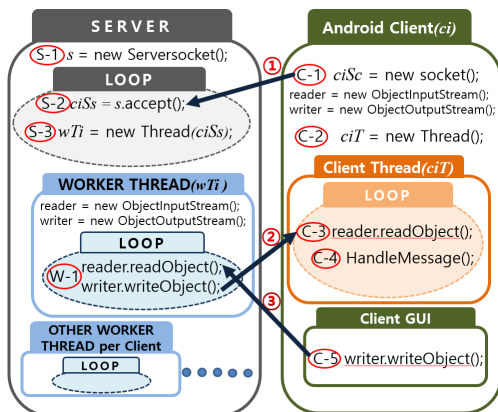 SERVER
S-1 s = new Serversocket();
LOOP
S-2 ciSs = s.accept();
S-3 wTi = new Thread(ciSs);
WORKER THREAD(wTi)
reader = new ObjectInputStream();
writer = new ObjectOutputStream();
LOOP
W-1 reader.readObject();
writer.writeObject();
OTHER WORKER
THREAD per Client
LOOP
①
②
③
Android Client(ci)
C-1 ciSc = new socket();
reader = new ObjectInputStream();
writer = new ObjectOutputStream();
C-2 ciT = new Thread();
Client Thread(ciT)
LOOP
C-3 reader.readObject();
C-4 HandleMessage();
Client GUI
C-5 writer.writeObject();